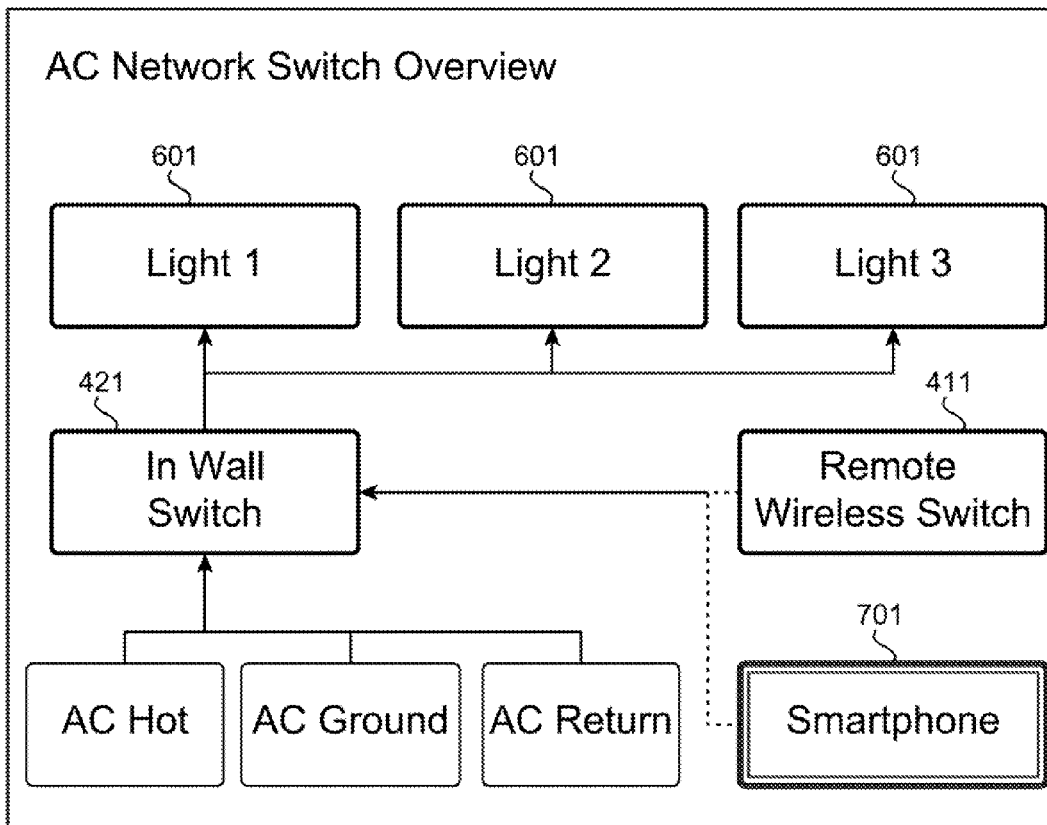 AC Network Switch Overview
601
601
601
Light 1
Light 2
Light 3
421
411
In Wall
Switch
Remote
Wireless Switch
701
AC Hot
AC Ground
AC Return
Smartphone